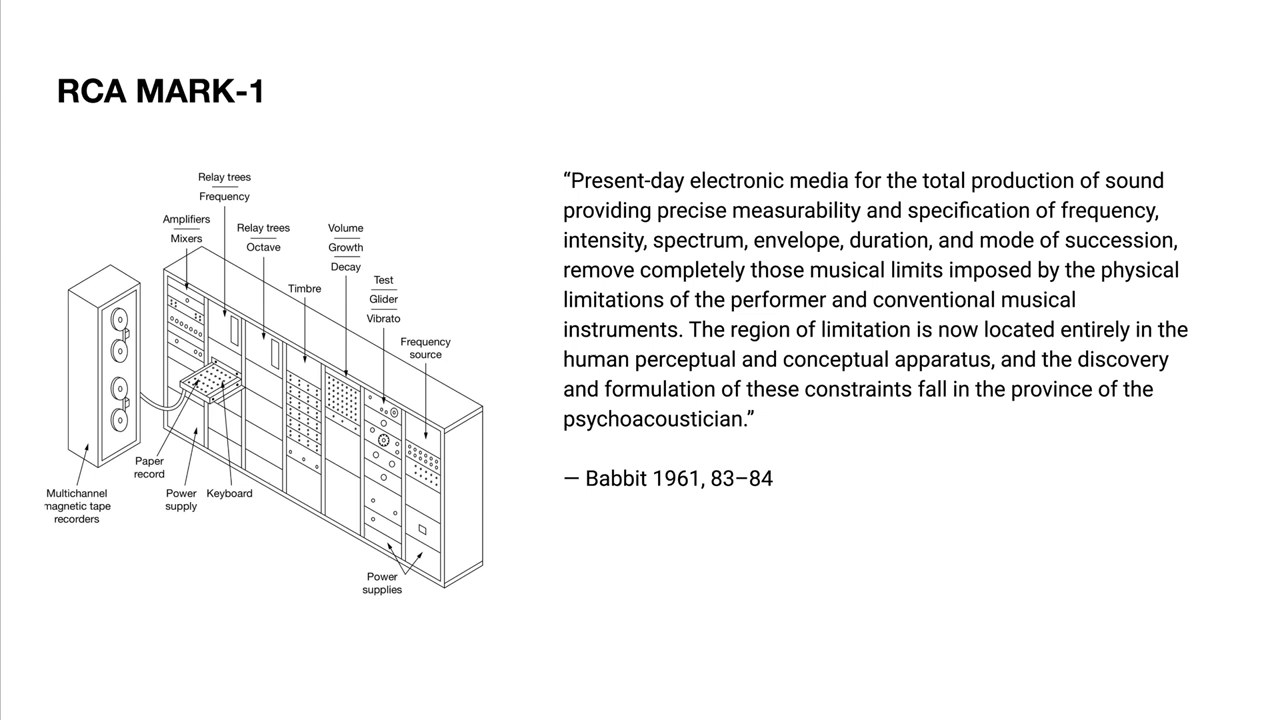 RCA MARK-1
Relay trees
Frequency
Amplifiers
Mixers
Relay trees
Octave
Volume
Growth
Decay
Timbre
Test
Glider
Vibrato
Frequency
source
Paper
record
Multichannel
magnetic tape
recorders
Power
supply
Keyboard
Power
supplies
“Present-day electronic media for the total production of sound
providing precise measurability and specification of frequency,
intensity, spectrum, envelope, duration, and mode of succession,
remove completely those musical limits imposed by the physical
limitations of the performer and conventional musical
instruments. The region of limitation is now located entirely in the
human perceptual and conceptual apparatus, and the discovery
and formulation of these constraints fall in the province of the
psychoacoustician.”
— Babbit 1961, 83–84